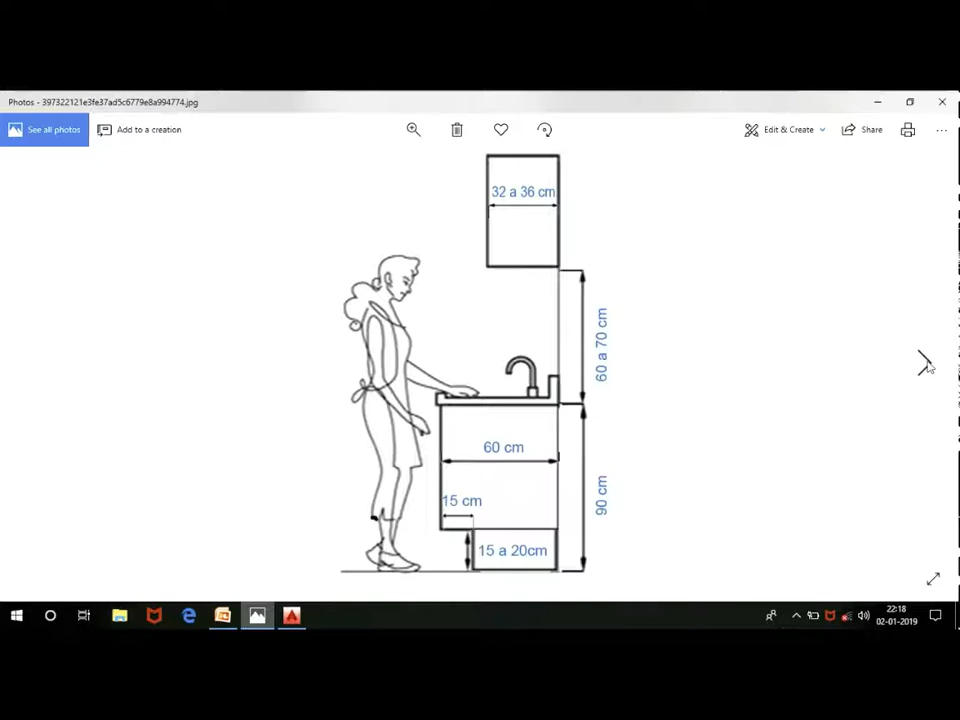 Photos - 397322121e3fe37ad5c6779e8a994774.jpg
See all photos
Add to a creation
Edit & Create
Share
32 a 36 cm
60 a 70 cm
60 cm
90 cm
15 cm
15 a 20cm
22:18
02-01-2019